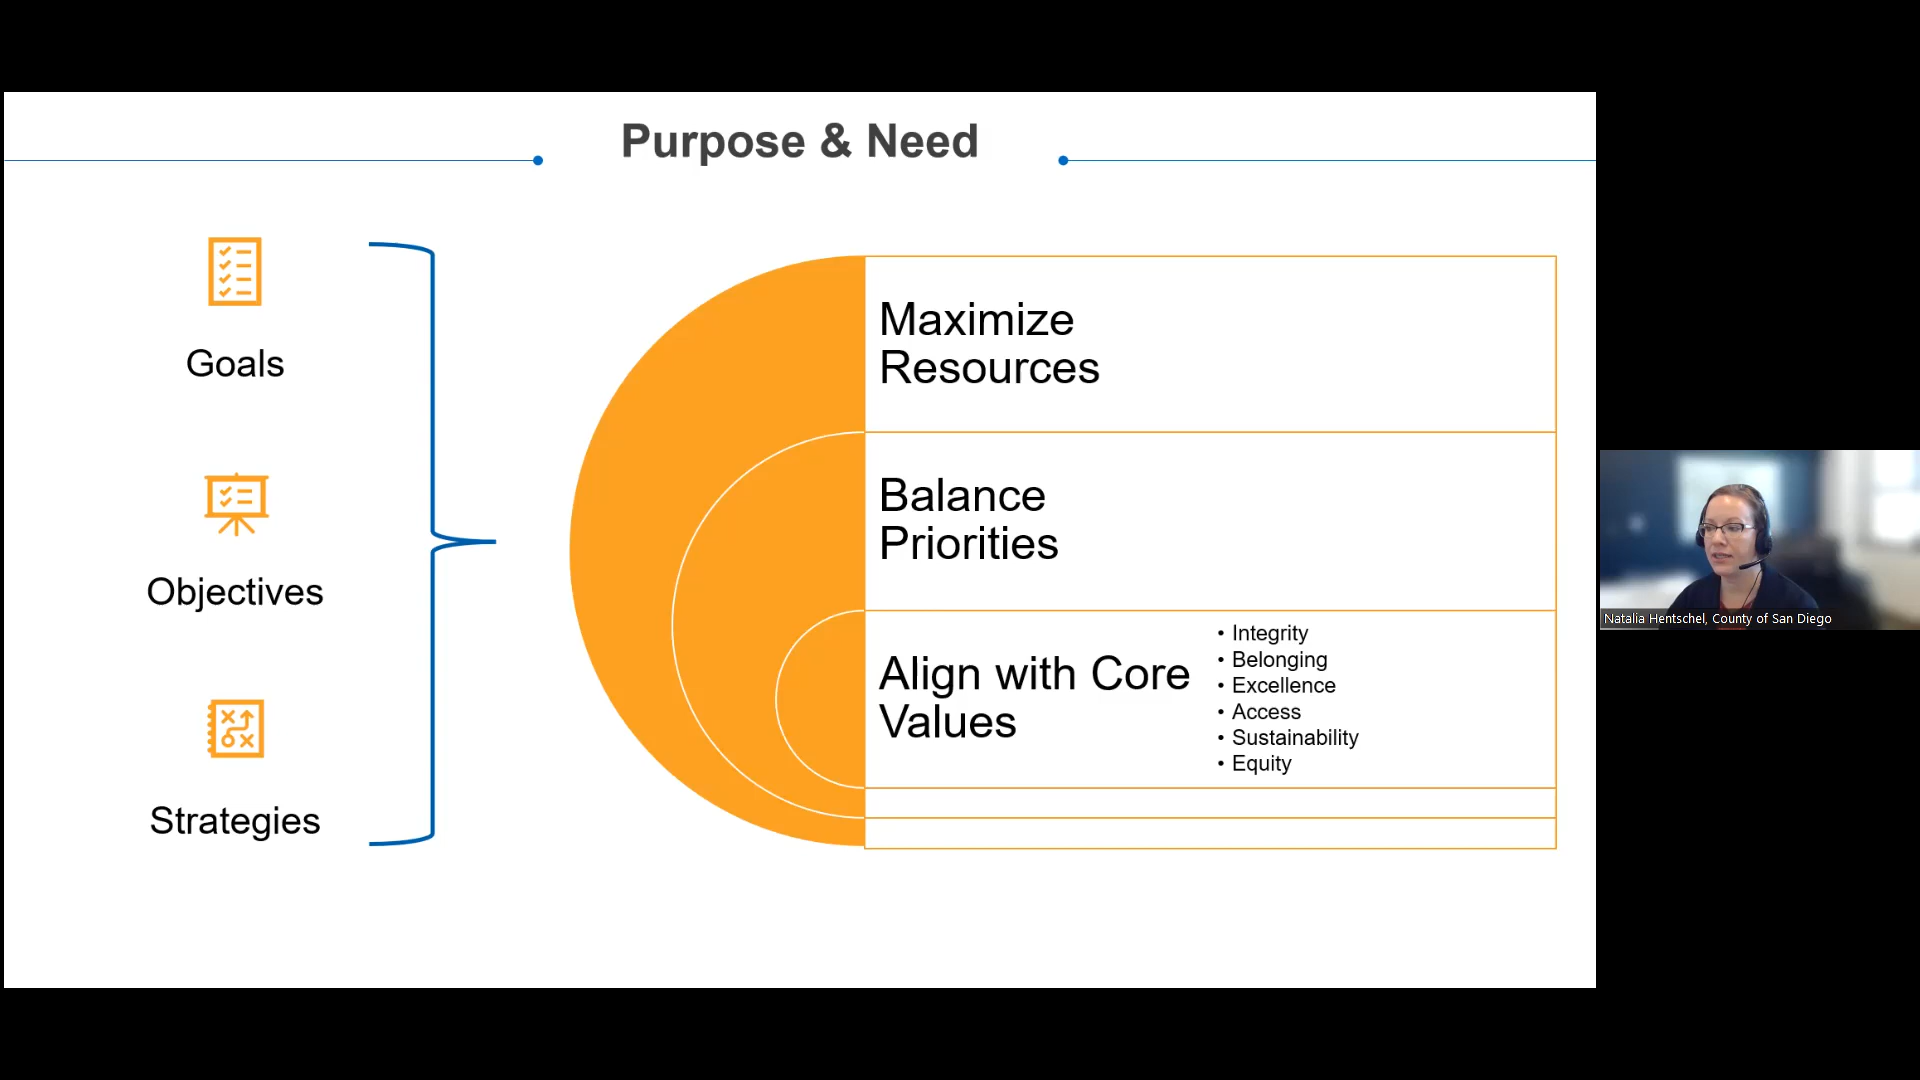 Purpose & Need
Goals
Objectives
Strategies
Maximize
Resources
Balance
Priorities
Align with Core
Values
• Integrity
• Belonging
• Excellence
• Access
• Sustainability
• Equity
Natalia Hentschel, County of San Diego